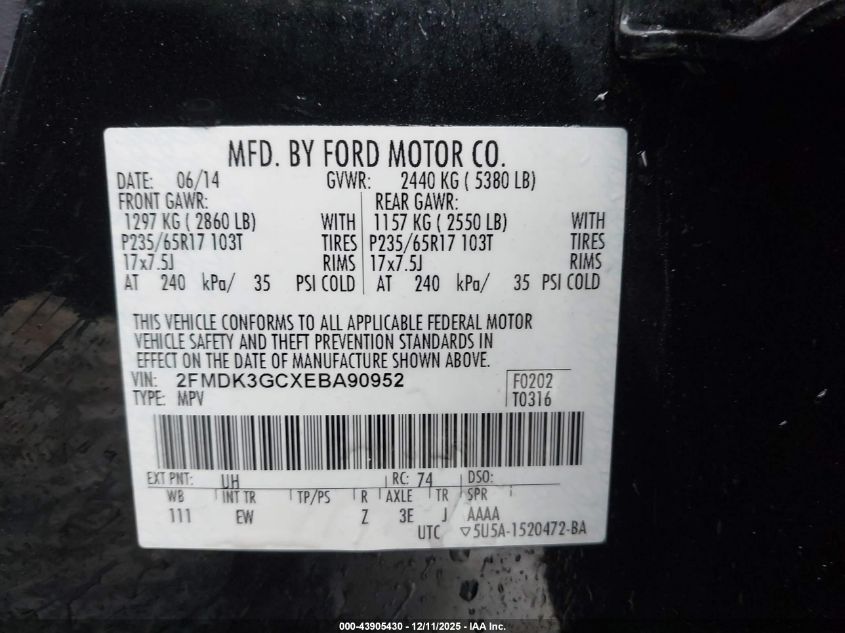 MFD. BY FORD MOTOR CO.
DATE: 06/14 GVWR: 2440 KG ( 5380 LB)
FRONT GAWR: REAR GAWR:
1297 KG ( 2860 LB) WITH 1157 KG ( 2550 LB) WITH
P235/65R17 103T TIRES P235/65R17 103T TIRES
17x7.5J RIMS 17x7.5J RIMS
AT 240 kPa/ 35 PSI COLD AT 240 kPa/ 35 PSI COLD
THIS VEHICLE CONFORMS TO ALL APPLICABLE FEDERAL MOTOR
VEHICLE SAFETY AND THEFT PREVENTION STANDARDS IN
EFFECT ON THE DATE OF MANUFACTURE SHOWN ABOVE.
VIN: 2FMDK3GCXEBA90952 F0202
TYPE: MPV T0316
EXT PNT: UH RC: 74 DSO:
WB INT TR TP/PS R AXLE TR SPR
111 EW Z 3E J AAAA
UTC ▽5U5A-1520472-BA
000-43905430 - 12/11/2025 - IAA Inc.